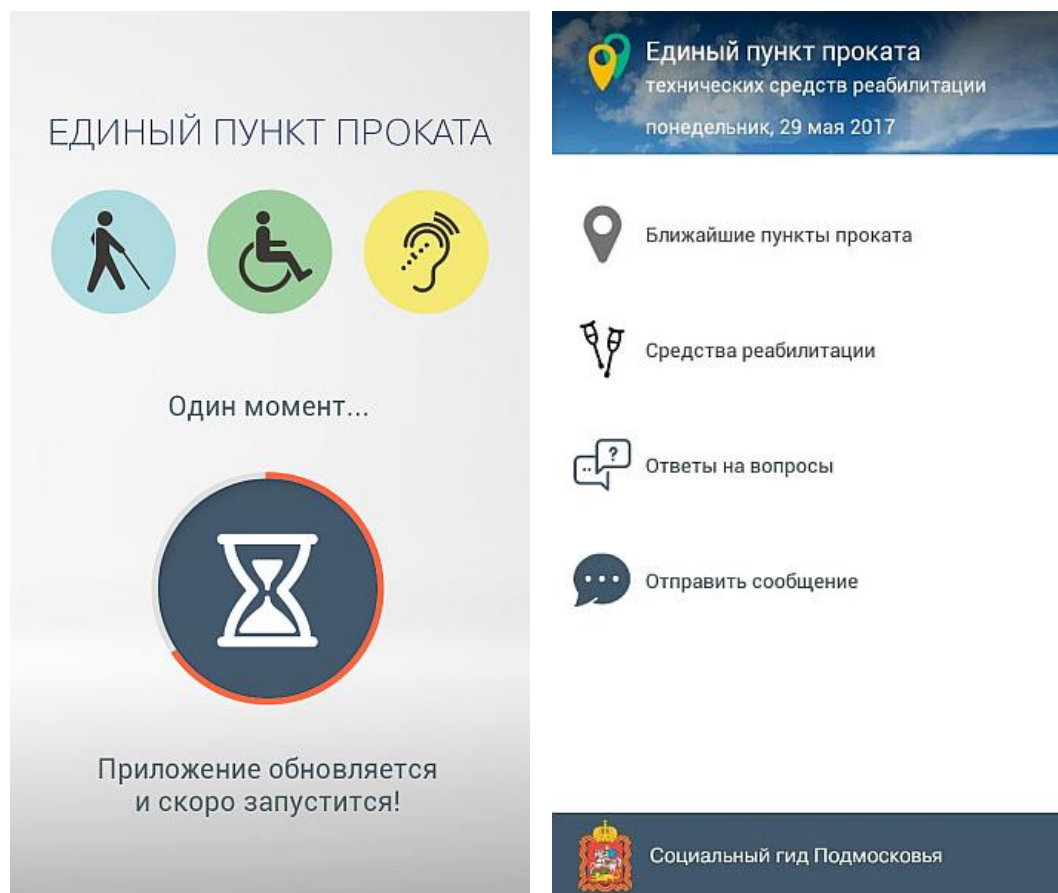 ЕДИНЫЙ ПУНКТ ПРОКАТА
Один момент...
Приложение обновляется
и скоро запустится!
Единый пункт проката
технических средств реабилитации
понедельник, 29 мая 2017
Ближайшие пункты проката
Средства реабилитации
?
Ответы на вопросы
Отправить сообщение
Социальный гид Подмосковья